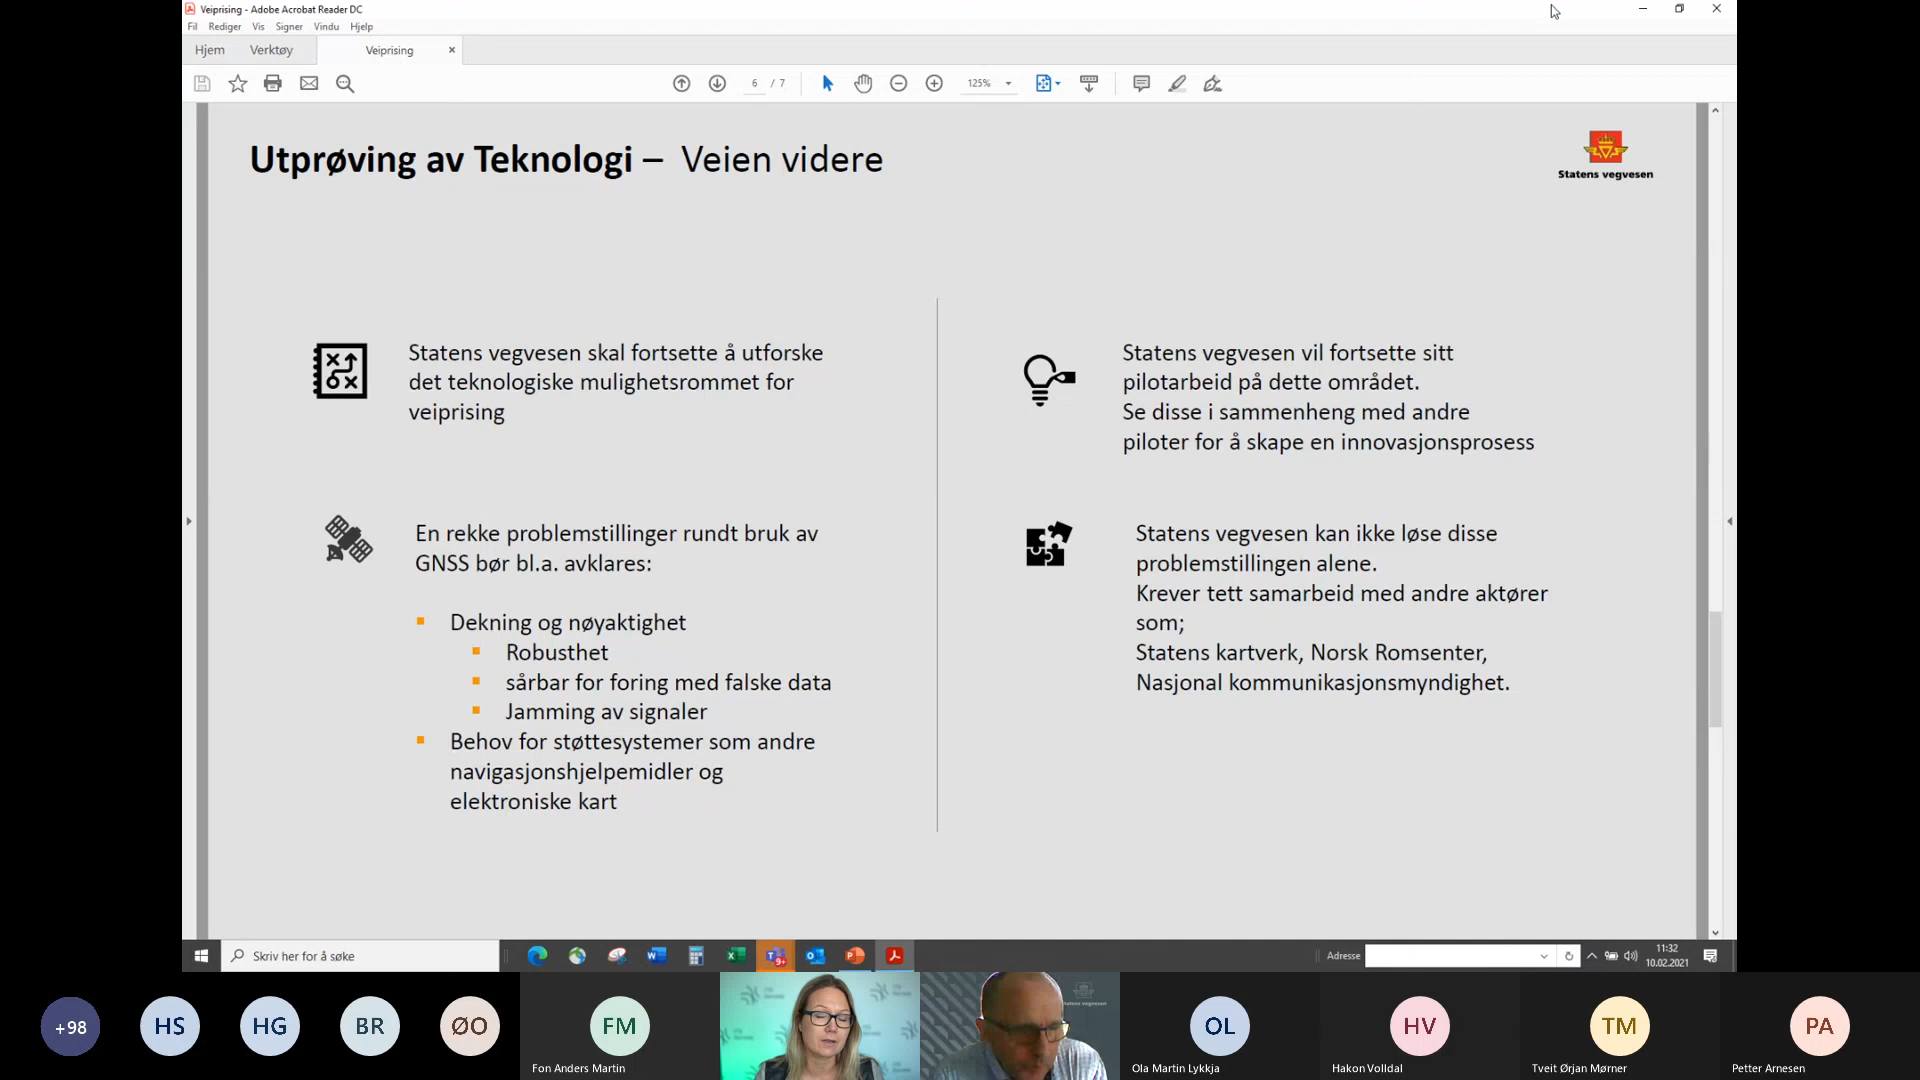 Veiprising - Adobe Acrobat Reader DC
Fil Rediger Vis Signer Vindu Hjelp
Hjem Verktøy Veiprising
6 / 7 125%
Utprøving av Teknologi – Veien videre
Statens vegvesen
Statens vegvesen skal fortsette å utforske
det teknologiske mulighetsrommet for
veiprising
Statens vegvesen vil fortsette sitt
pilotarbeid på dette området.
Se disse i sammenheng med andre
piloter for å skape en innovasjonsprosess
En rekke problemstillinger rundt bruk av
GNSS bør bl.a. avklares:
Dekning og nøyaktighet
Robusthet
sårbar for foring med falske data
Jamming av signaler
Behov for støttesystemer som andre
navigasjonshjelpemidler og
elektroniske kart
Statens vegvesen kan ikke løse disse
problemstillingen alene.
Krever tett samarbeid med andre aktører
som;
Statens kartverk, Norsk Romsenter,
Nasjonal kommunikasjonsmyndighet.
Skriv her for å søke
Adresse
11:32
10.02.2021
+98 HS HG BR ØO FM OL HV TM PA
Fon Anders Martin
Ola Martin Lykkja
Hakon Volldal
Tveit Ørjan Mørner
Petter Arnesen